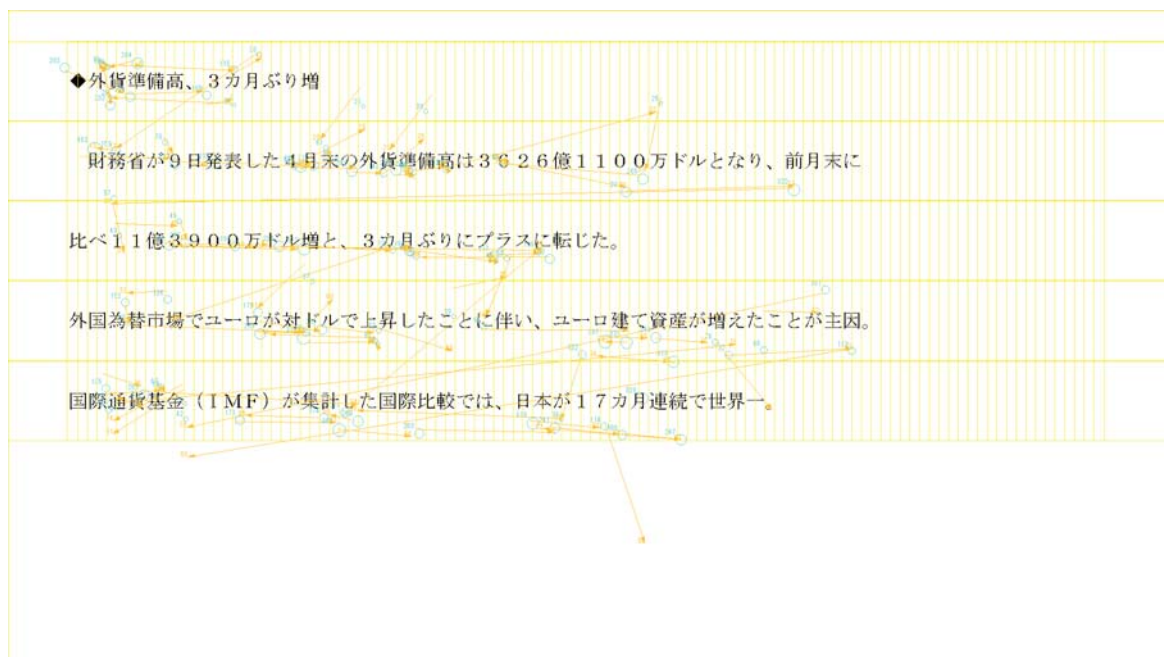 ◆外貨準備高、３カ月ぶり増
財務省が９日発表した４月末の外貨準備高は３６２６億１１００万ドルとなり、前月末に
比べ１１億３９００万ドル増と、３カ月ぶりにプラスに転じた。
外国為替市場でユーロが対ドルで上昇したことに伴い、ユーロ建て資産が増えたことが主因。
国際通貨基金（ＩＭＦ）が集計した国際比較では、日本が１７カ月連続で世界一。